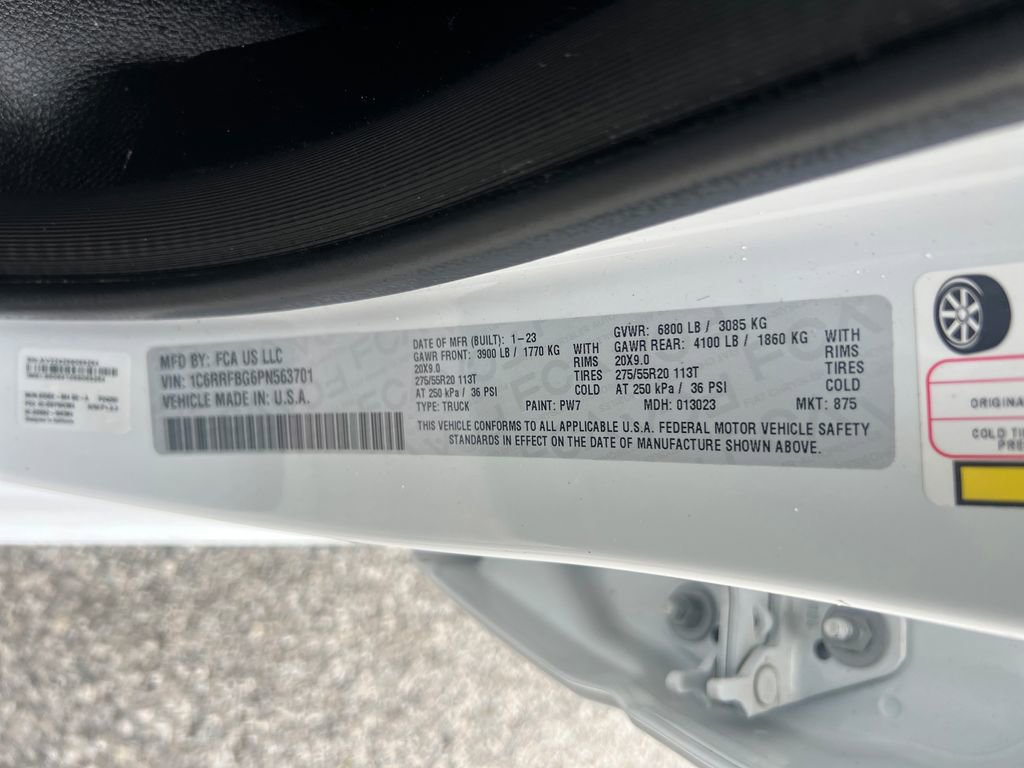 MFD BY: FCA US LLC
VIN: 1C6RRFBG6PN563701
VEHICLE MADE IN: U.S.A.
DATE OF MFR (BUILT): 1-23
GAWR FRONT: 3900 LB / 1770 KG WITH
20X9.0 RIMS
275/55R20 113T TIRES
AT 250 kPa / 36 PSI COLD
GVWR: 6800 LB / 3085 KG
GAWR REAR: 4100 LB / 1860 KG WITH
20X9.0 RIMS
275/55R20 113T TIRES
AT 250 kPa / 36 PSI COLD
TYPE: TRUCK PAINT: PW7 MDH: 013023 MKT: 875
THIS VEHICLE CONFORMS TO ALL APPLICABLE U.S.A. FEDERAL MOTOR VEHICLE SAFETY
STANDARDS IN EFFECT ON THE DATE OF MANUFACTURE SHOWN ABOVE.
ORIGINA
COLD TI
PRE